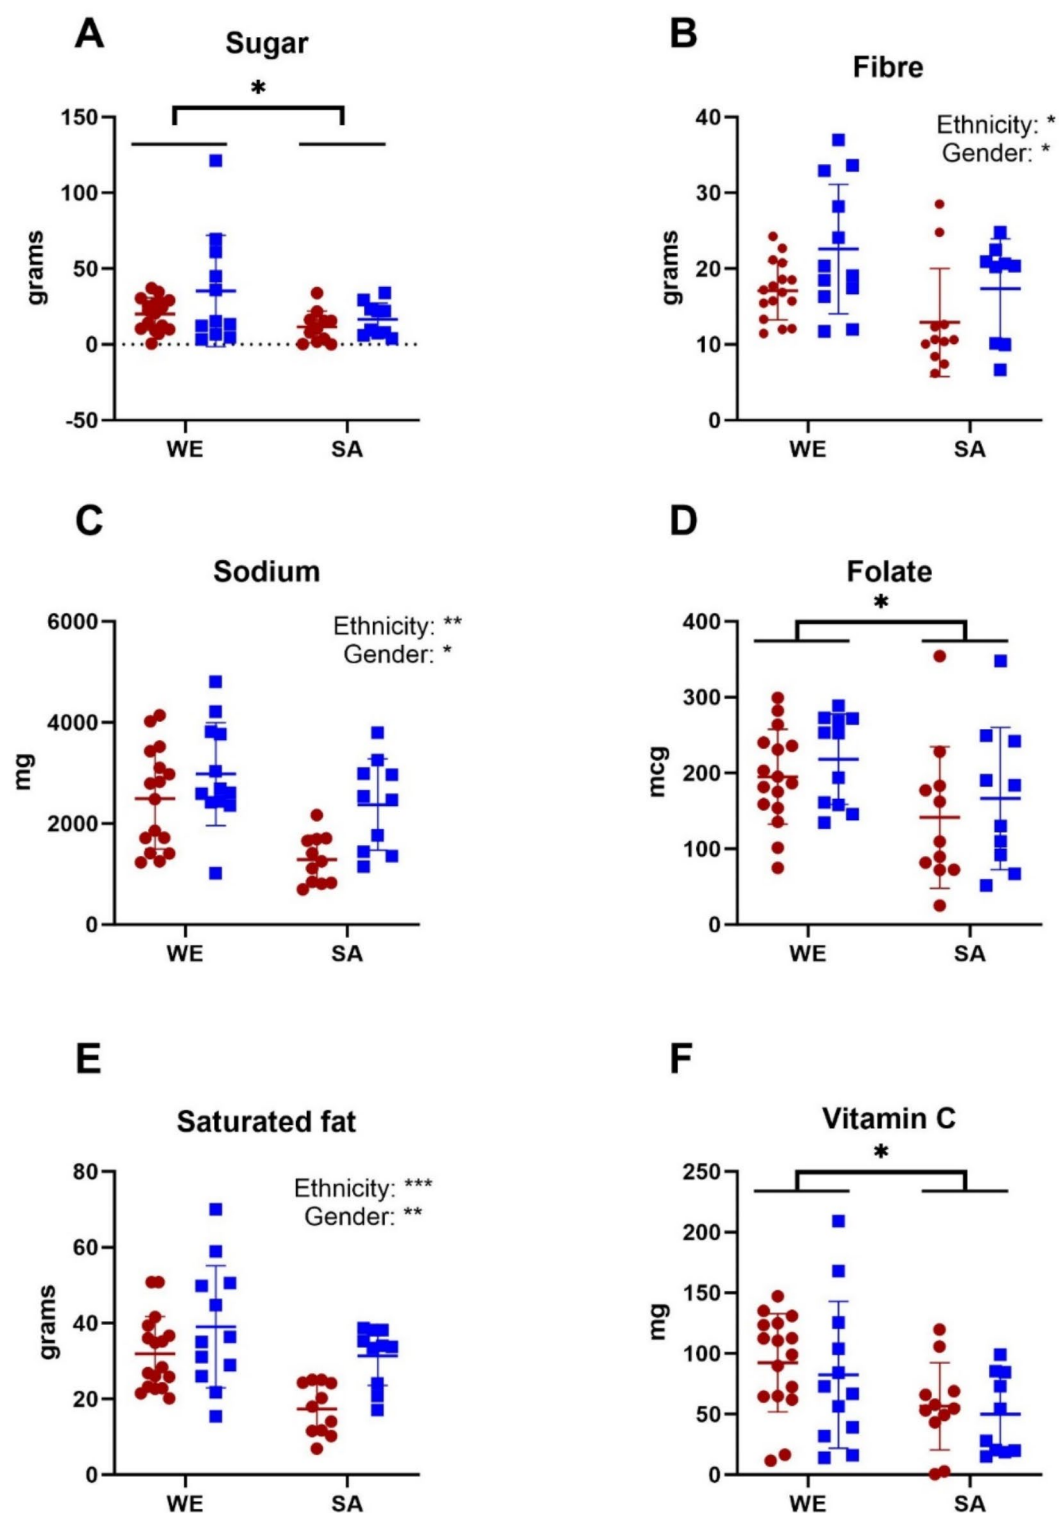 A
Sugar
*
150
100
50
0
-50
grams
WE SA
B
Fibre
Ethnicity: *
Gender: *
40
30
20
10
0
grams
WE SA
C
Sodium
Ethnicity: **
Gender: *
6000
4000
2000
0
mg
WE SA
D
Folate
*
400
300
200
100
0
mcg
WE SA
E
Saturated fat
Ethnicity: ***
Gender: **
80
60
40
20
0
grams
WE SA
F
Vitamin C
*
250
200
150
100
50
0
mg
WE SA